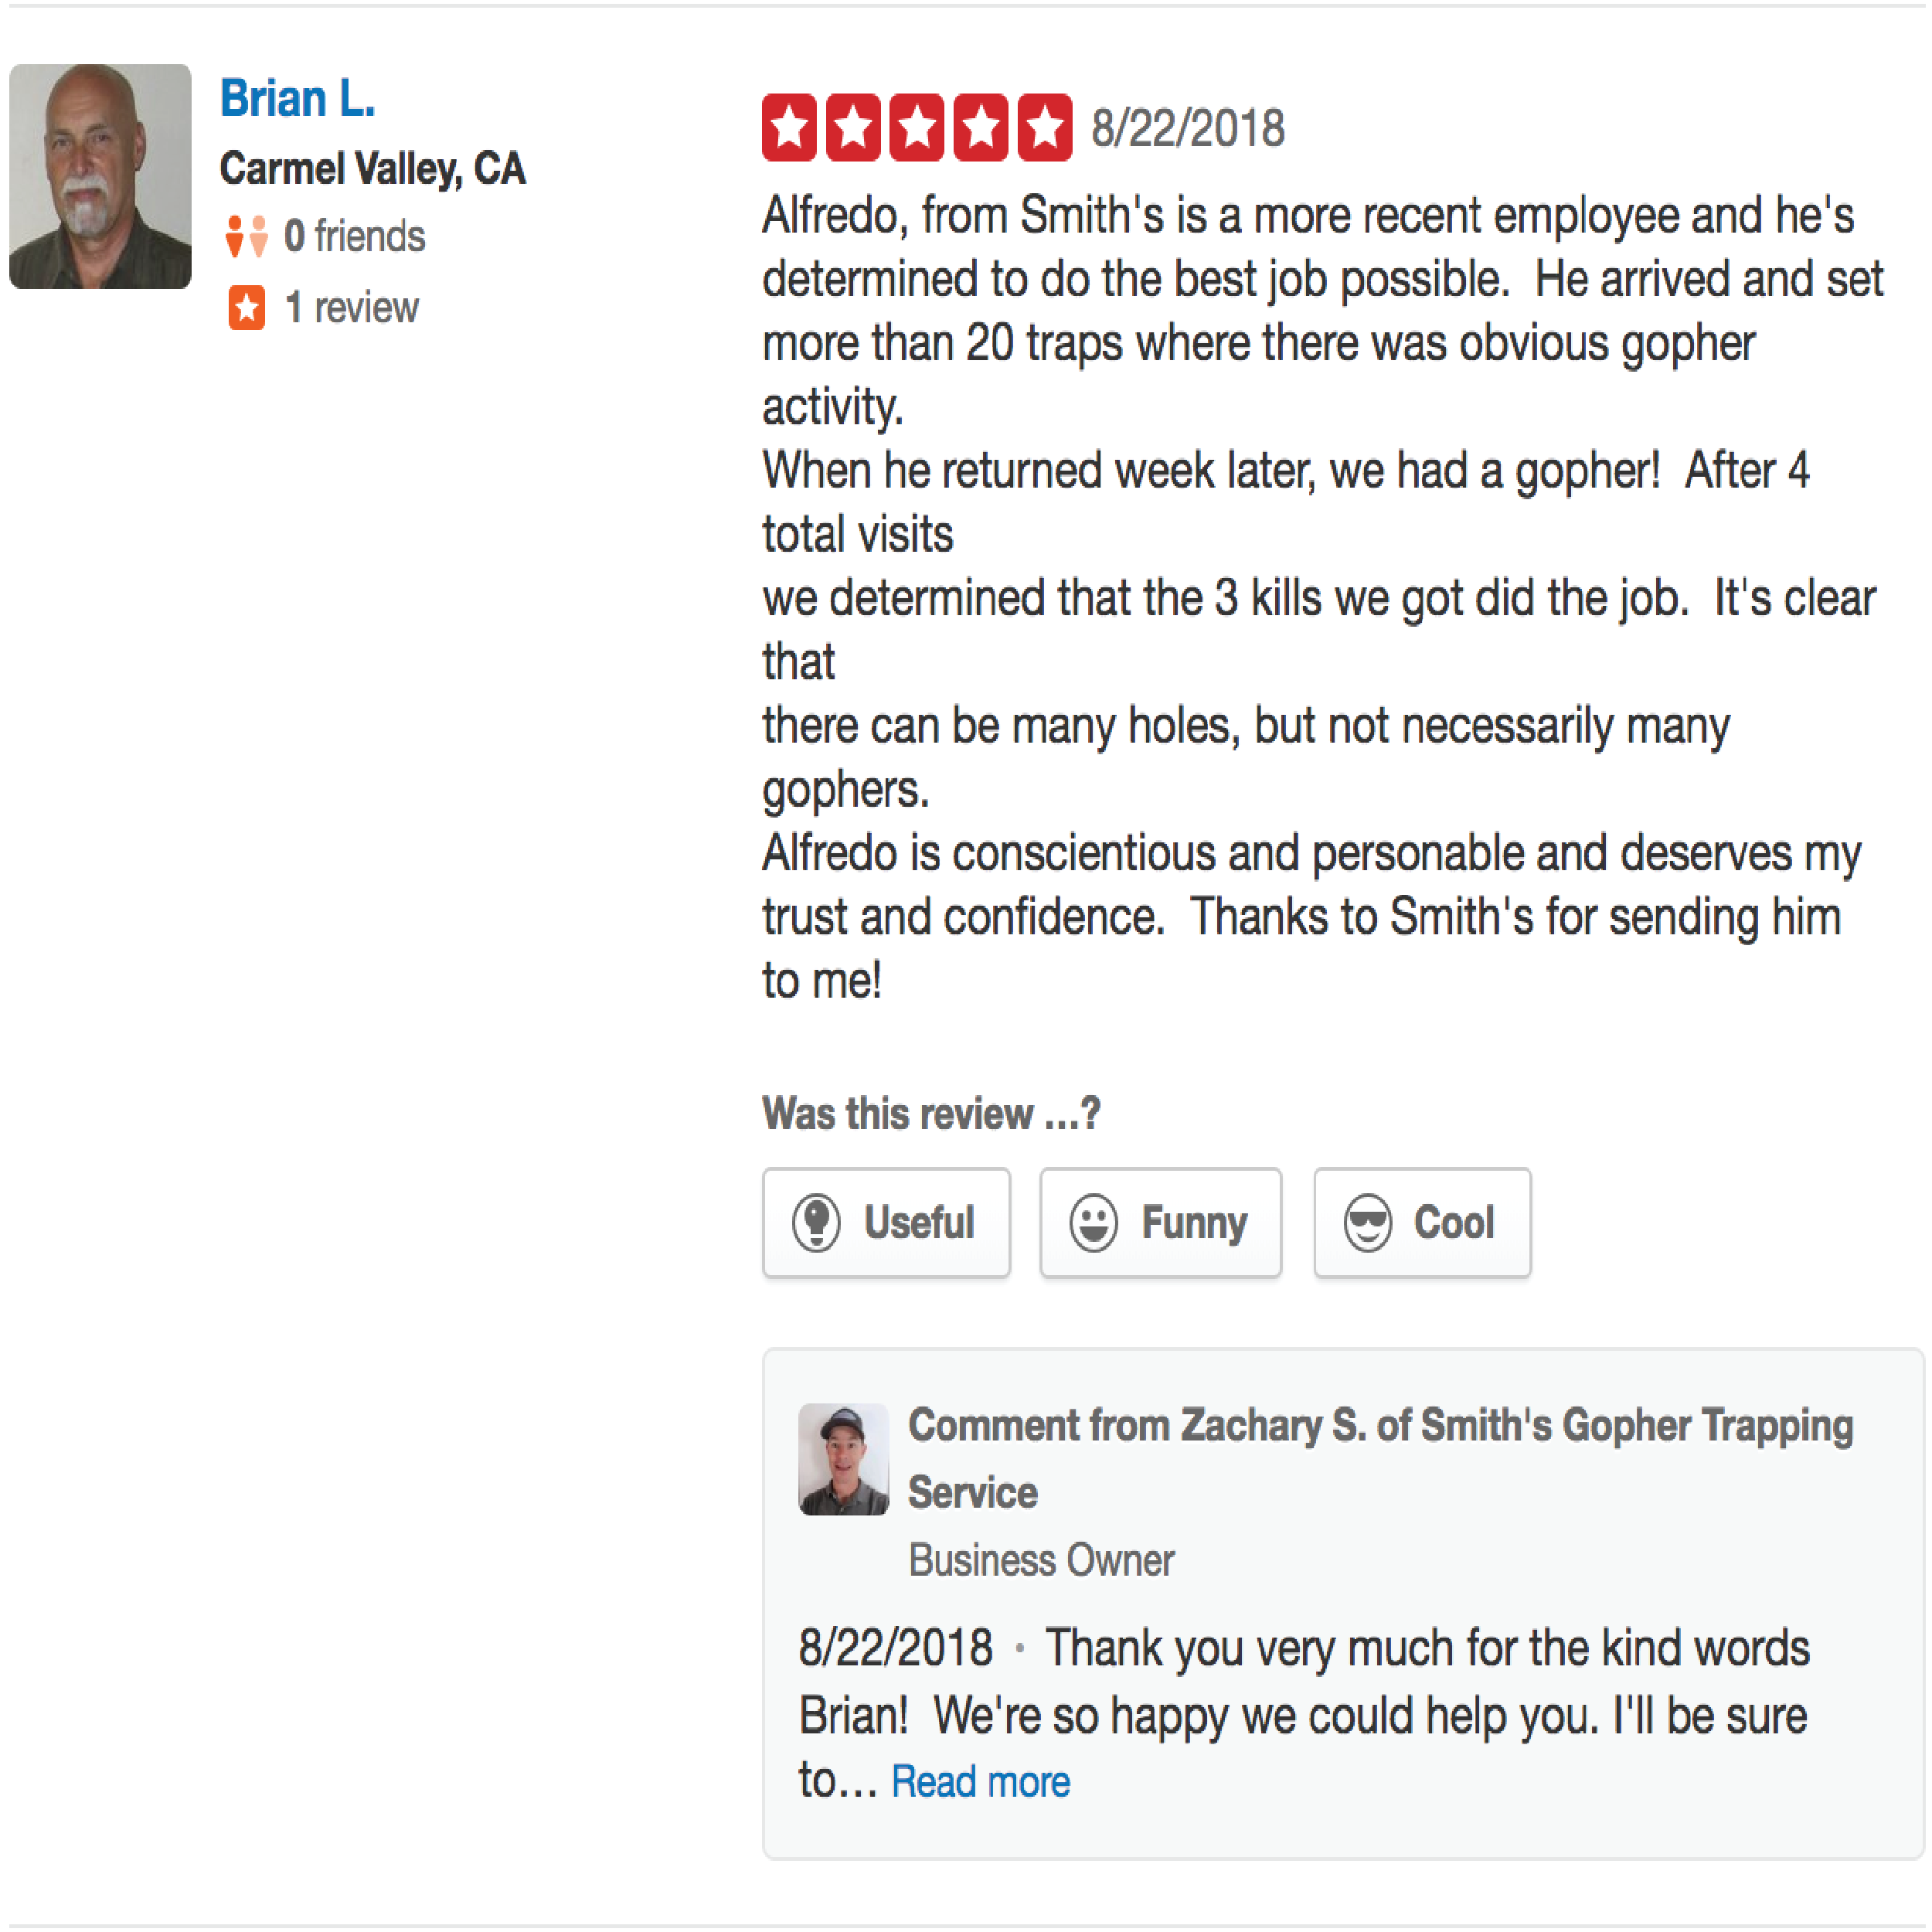 Brian L.
Carmel Valley, CA
0 friends
1 review
8/22/2018
Alfredo, from Smith's is a more recent employee and he's
determined to do the best job possible.  He arrived and set
more than 20 traps where there was obvious gopher
activity.
When he returned week later, we had a gopher!  After 4
total visits
we determined that the 3 kills we got did the job.  It's clear
that
there can be many holes, but not necessarily many
gophers.
Alfredo is conscientious and personable and deserves my
trust and confidence.  Thanks to Smith's for sending him
to me!
Was this review ...?
Useful
Funny
Cool
Comment from Zachary S. of Smith's Gopher Trapping
Service
Business Owner
8/22/2018 · Thank you very much for the kind words
Brian!  We're so happy we could help you. I'll be sure
to... Read more